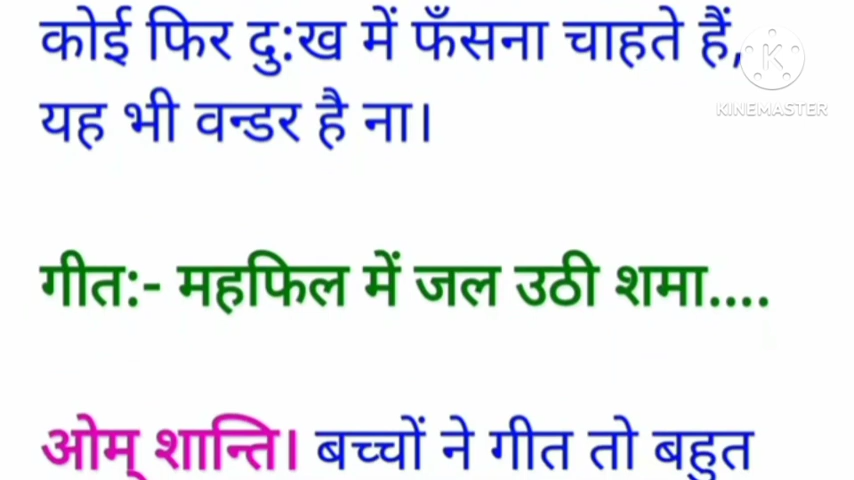 कोई फिर दु:ख में फँसना चाहते हैं,
यह भी वन्डर है ना।
KINEMASTER
गीत:- महफिल में जल उठी शमा....
ओम् शान्ति। बच्चों ने गीत तो बहुत